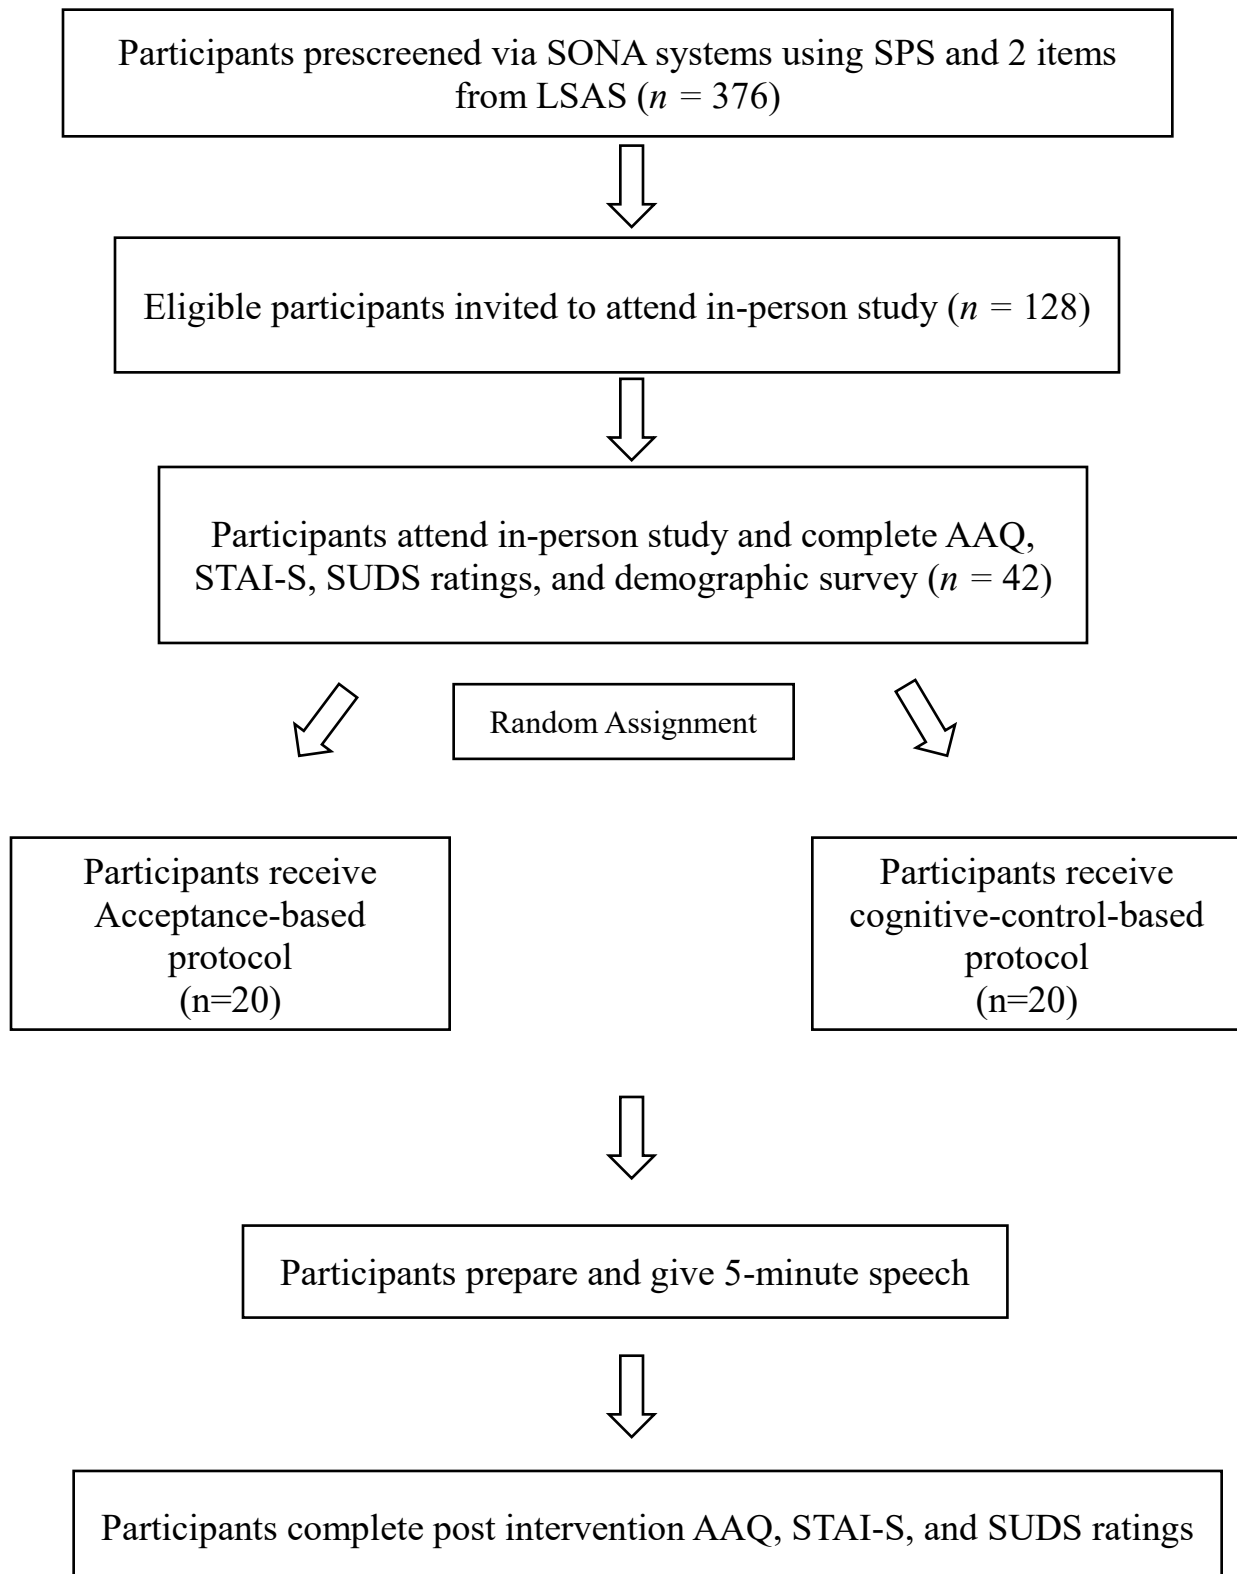 Participants prescreened via SONA systems using SPS and 2 items
from LSAS (n = 376)
Eligible participants invited to attend in-person study (n = 128)
Participants attend in-person study and complete AAQ,
STAI-S, SUDS ratings, and demographic survey (n = 42)
Random Assignment
Participants receive
Acceptance-based
protocol
(n=20)
Participants receive
cognitive-control-based
protocol
(n=20)
Participants prepare and give 5-minute speech
Participants complete post intervention AAQ, STAI-S, and SUDS ratings